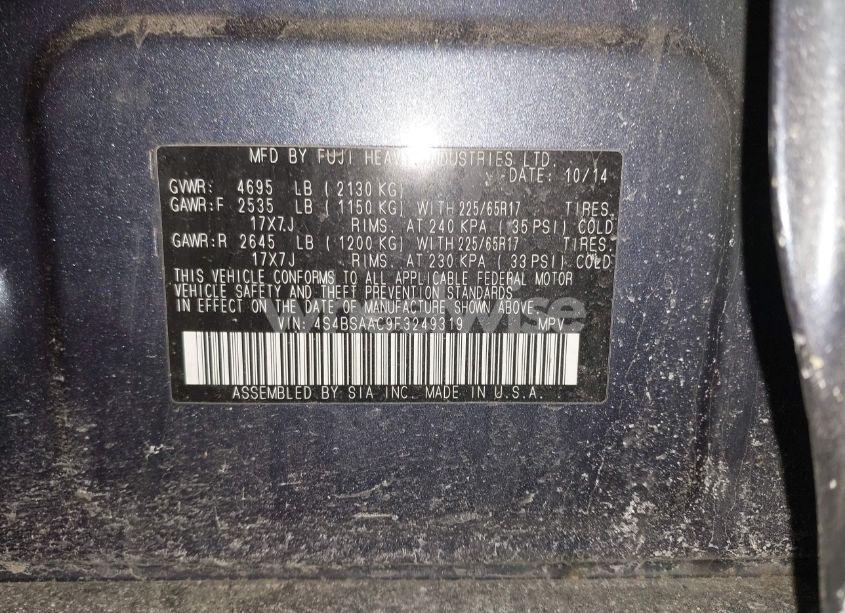 MFD BY FUJI HEAVY INDUSTRIES LTD.
DATE: 10/14
GVWR: 4695 LB (2130 KG)
GAWR:F 2535 LB (1150 KG) WITH 225/65R17 TIRES.
17X7J RIMS. AT 240 KPA (35 PSI) COLD
GAWR:R 2645 LB (1200 KG) WITH 225/65R17 TIRES.
17X7J RIMS. AT 230 KPA (33 PSI) COLD
THIS VEHICLE CONFORMS TO ALL APPLICABLE FEDERAL MOTOR
VEHICLE SAFETY AND THEFT PREVENTION STANDARDS
IN EFFECT ON THE DATE OF MANUFACTURE SHOWN ABOVE.
VIN: 4S4BSAAC9F3249319 MPV
ASSEMBLED BY SIA INC. MADE IN U.S.A.